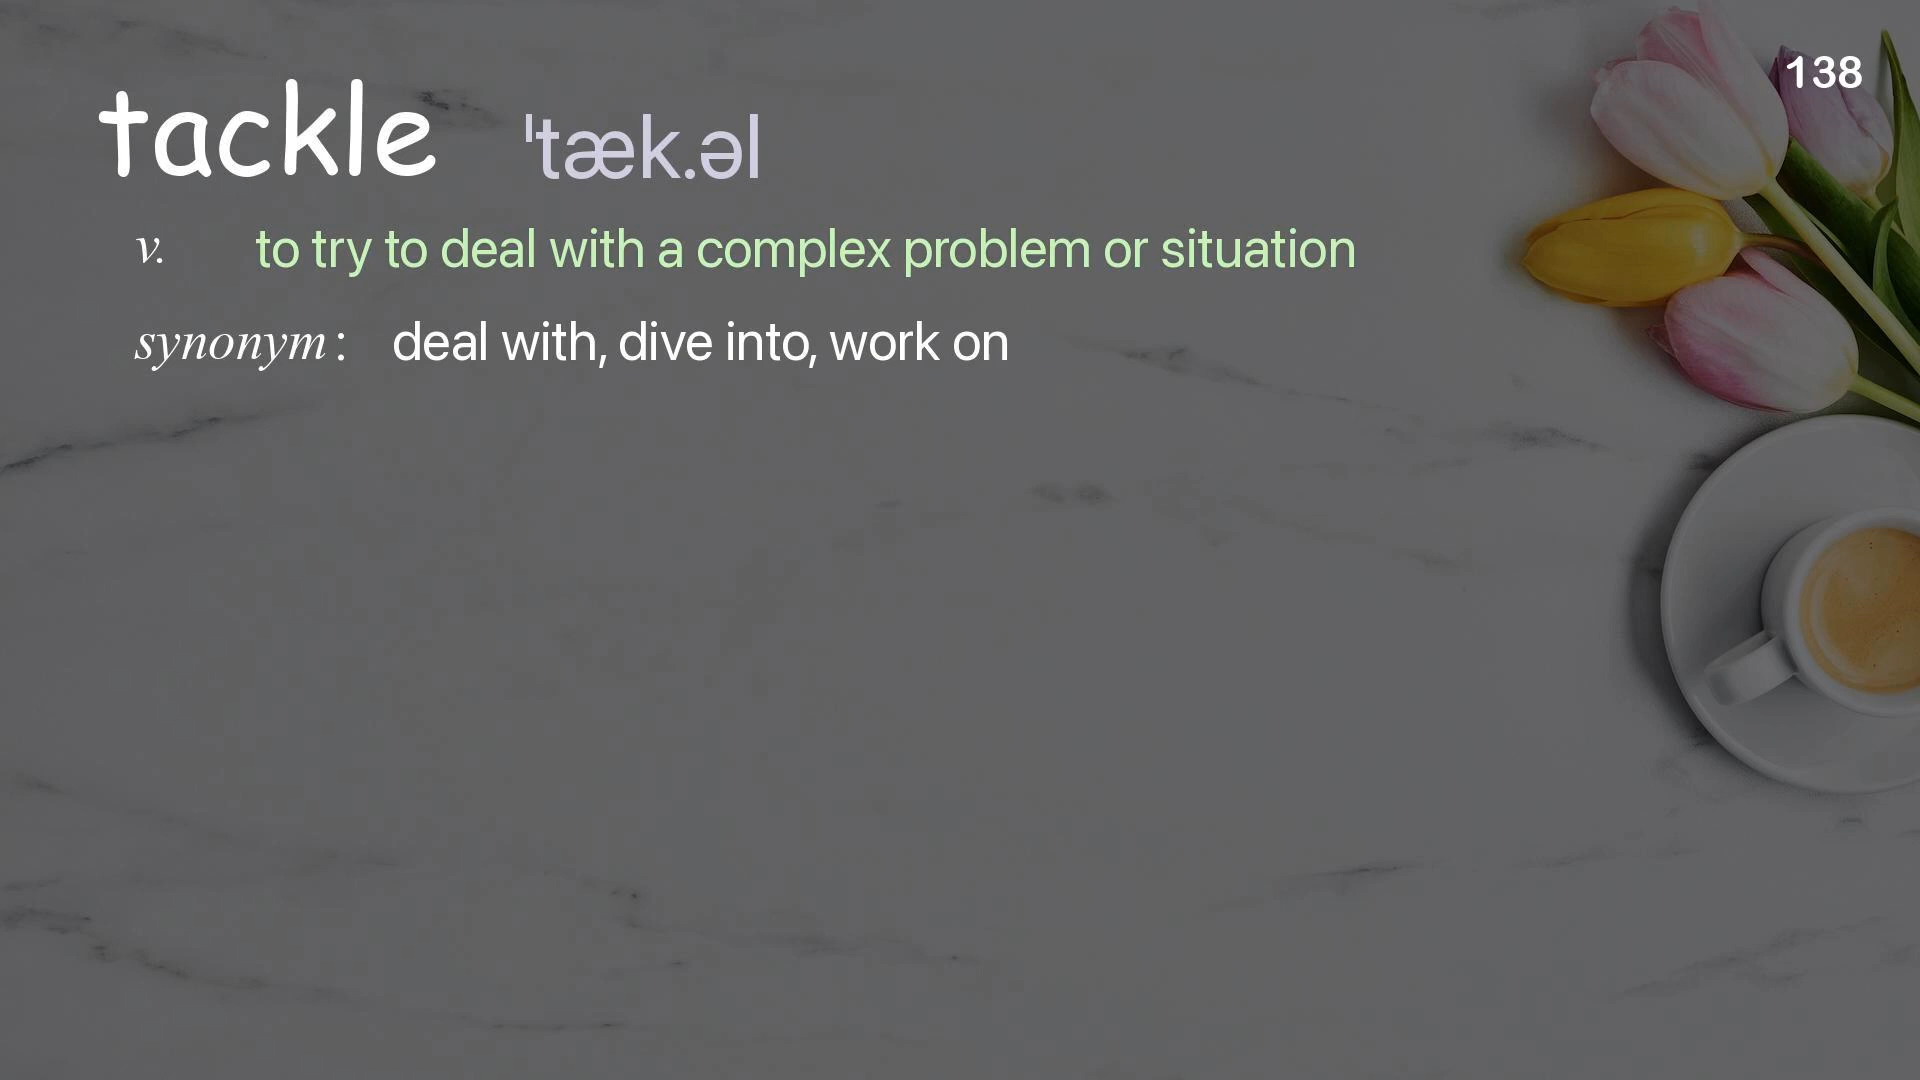 138
tackle ˈtæk.əl
v. to try to deal with a complex problem or situation
synonym: deal with, dive into, work on